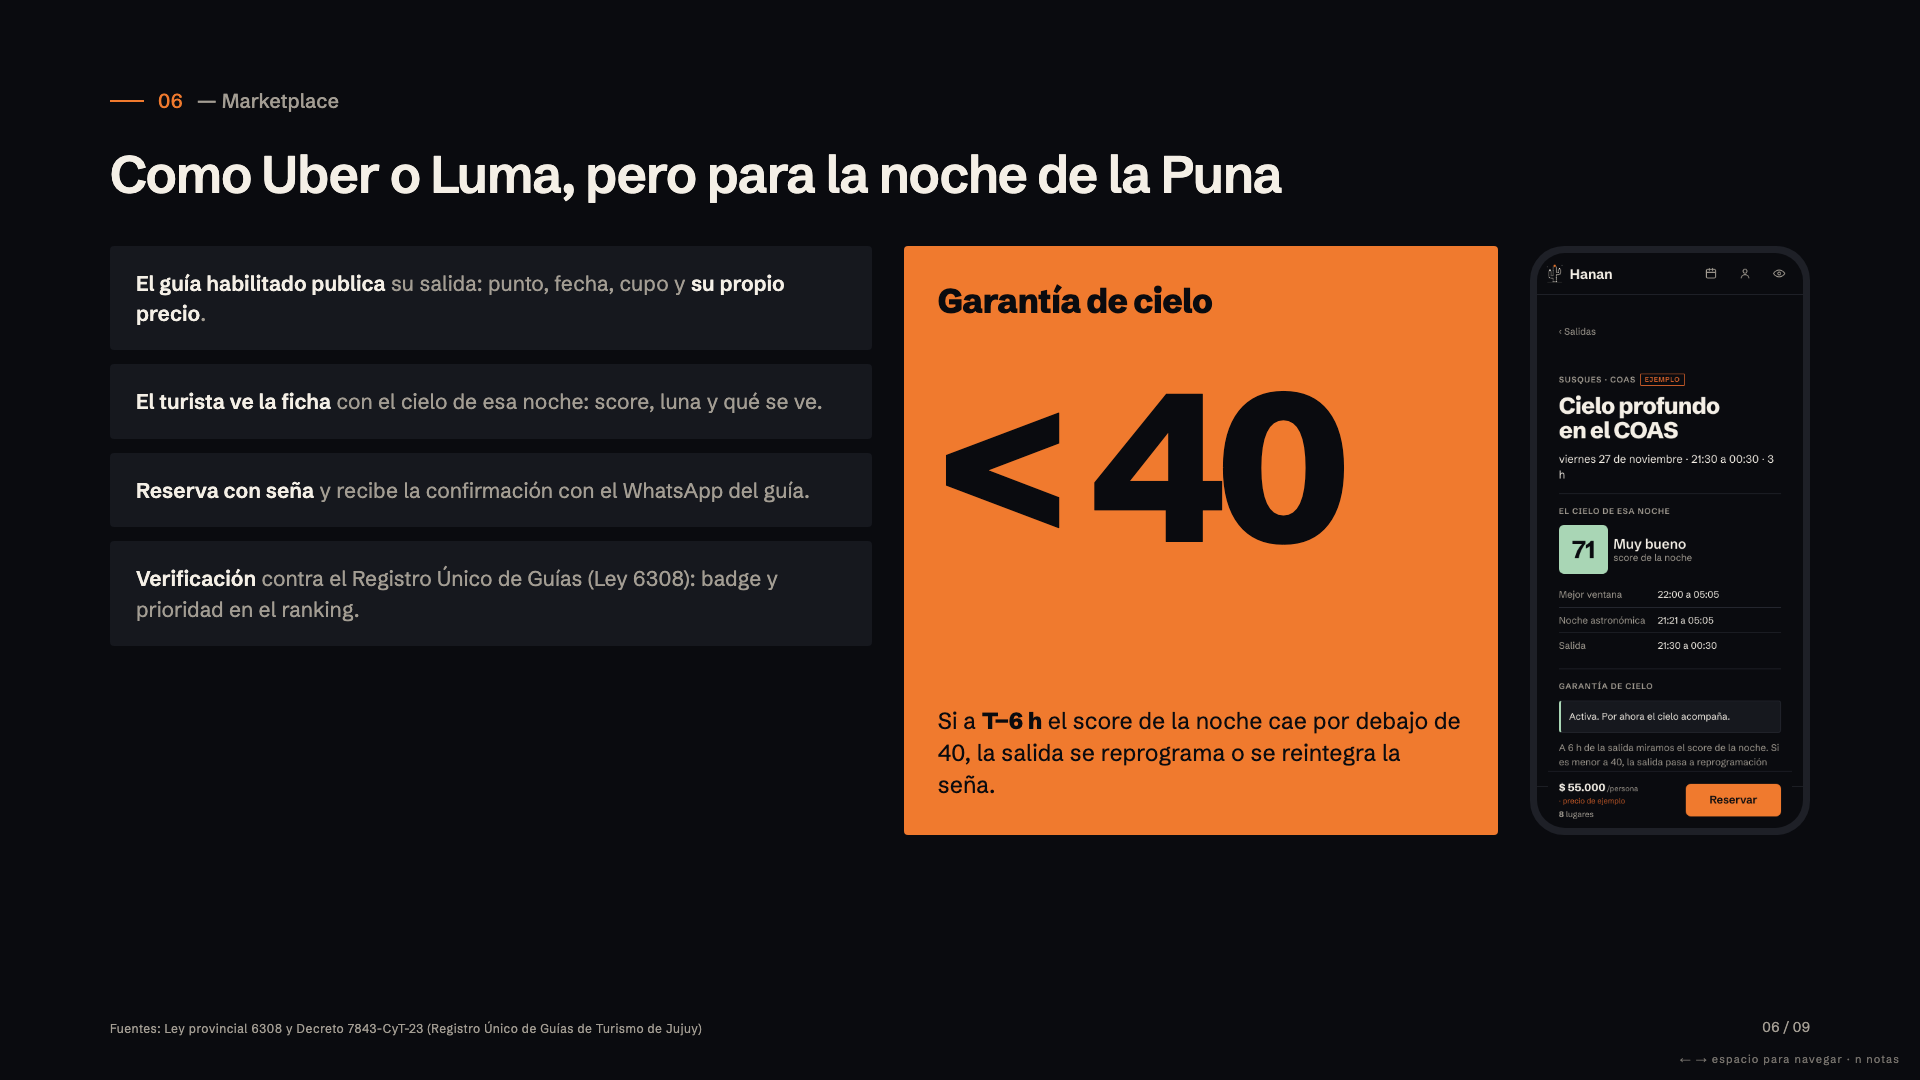 06 — Marketplace
Como Uber o Luma, pero para la noche de la Puna
El guía habilitado publica su salida: punto, fecha, cupo y su propio
precio.
El turista ve la ficha con el cielo de esa noche: score, luna y qué se ve.
Reserva con seña y recibe la confirmación con el WhatsApp del guía.
Verificación contra el Registro Único de Guías (Ley 6308): badge y
prioridad en el ranking.
Garantía de cielo
< 40
Si a T−6 h el score de la noche cae por debajo de
40, la salida se reprograma o se reintegra la
seña.
Hanan
‹ Salidas
SUSQUES · COAS EJEMPLO
Cielo profundo
en el COAS
viernes 27 de noviembre · 21:30 a 00:30 · 3
h
EL CIELO DE ESA NOCHE
71 Muy bueno
score de la noche
Mejor ventana 22:00 a 05:05
Noche astronómica 21:21 a 05:05
Salida 21:30 a 00:30
GARANTÍA DE CIELO
Activa. Por ahora el cielo acompaña.
A 6 h de la salida miramos el score de la noche. Si
es menor a 40, la salida pasa a reprogramación
$ 55.000 /persona
· precio de ejemplo
8 lugares
Reservar
Fuentes: Ley provincial 6308 y Decreto 7843-CyT-23 (Registro Único de Guías de Turismo de Jujuy)
06 / 09
← → espacio para navegar · n notas